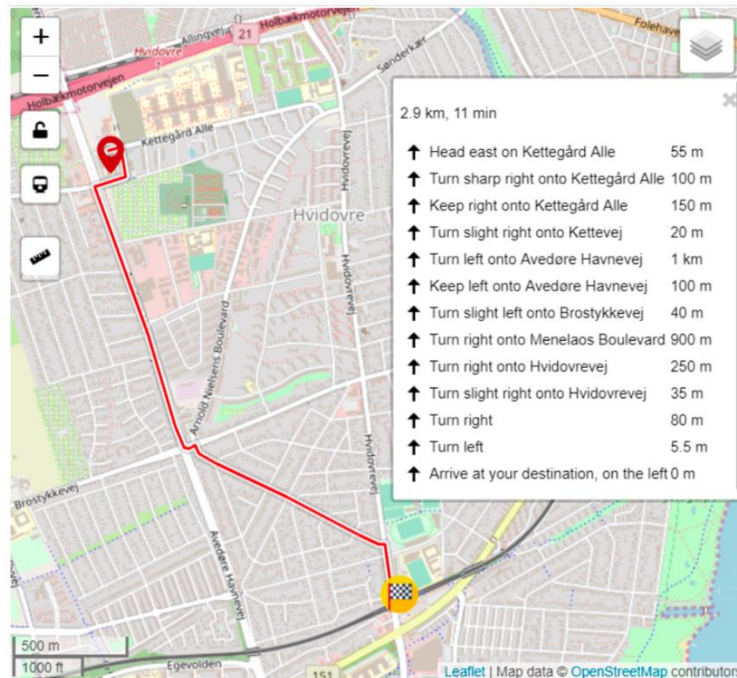 +
−
Hvidovre
1
Holbækmotorvejen
Holbækmotorvejen
Allingvej
21
Folehaven
Sønderkær
Kettegård Alle
Hvidovrevej
Hvidovre
Hvidovrevej
Arnold Nielsens Boulevard
Hvidovrevej
Brostykkevej
Avedøre Havnevej
Egevolden
151
500 m
1000 ft
×
2.9 km, 11 min
Head east on Kettegård Alle 55 m
Turn sharp right onto Kettegård Alle 100 m
Keep right onto Kettegård Alle 150 m
Turn slight right onto Kettevej 20 m
Turn left onto Avedøre Havnevej 1 km
Keep left onto Avedøre Havnevej 100 m
Turn slight left onto Brostykkevej 40 m
Turn right onto Menelaos Boulevard 900 m
Turn right onto Hvidovrevej 250 m
Turn slight right onto Hvidovrevej 35 m
Turn right 80 m
Turn left 5.5 m
Arrive at your destination, on the left 0 m
Leaflet | Map data © OpenStreetMap contributors